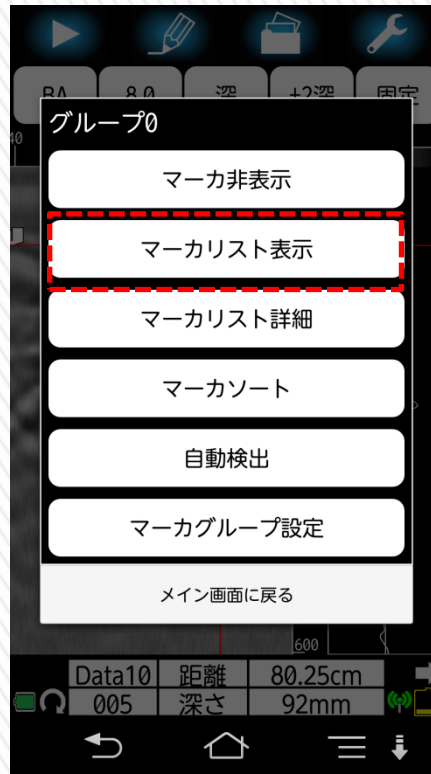 BA 8.0 深 +2深 固定
40
グループ0
マーカ非表示
マーカリスト表示
マーカリスト詳細
マーカソート
自動検出
マーカグループ設定
メイン画面に戻る
600
Data10 距離 80.25cm
005 深さ 92mm